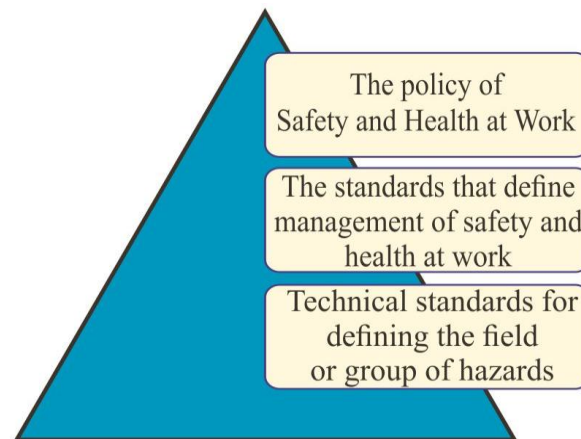 The policy of
Safety and Health at Work
The standards that define
management of safety and
health at work
Technical standards for
defining the field
or group of hazards